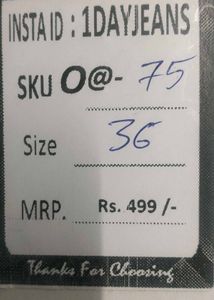 INSTA ID : 1DAYJEANS
SKU O@- 75
Size 36
MRP. Rs. 499 /-
Thanks For Choosing